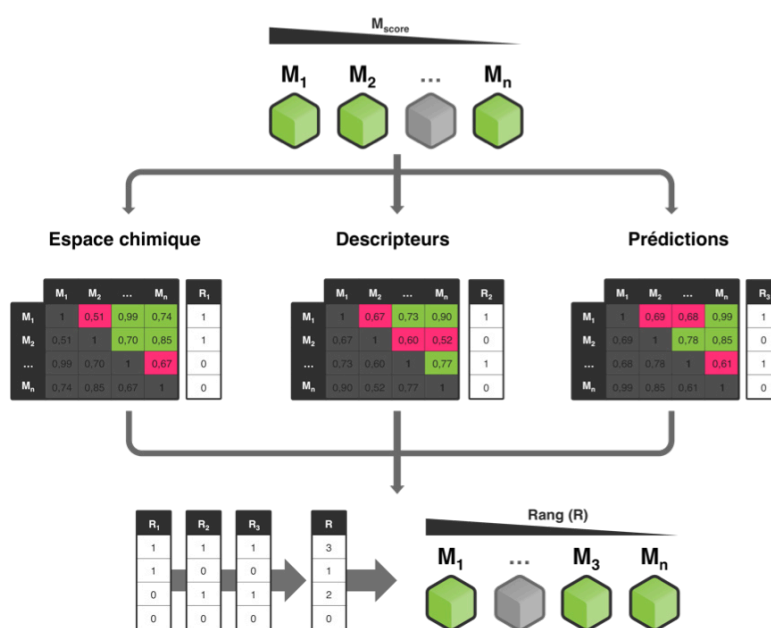 M_score
M₁ M₂ ... Mₙ
Espace chimique
Descripteurs
Prédictions
M₁ M₂ ... Mₙ R₁
M₁ 1 0,51 0,99 0,74 1
M₂ 0,51 1 0,70 0,85 1
... 0,99 0,70 1 0,67 0
Mₙ 0,74 0,85 0,67 1 0
M₁ M₂ ... Mₙ R₂
M₁ 1 0,67 0,73 0,90 1
M₂ 0,67 1 0,60 0,52 0
... 0,73 0,60 1 0,77 1
Mₙ 0,90 0,52 0,77 1 0
M₁ M₂ ... Mₙ R₃
M₁ 1 0,69 0,68 0,99 1
M₂ 0,69 1 0,78 0,85 0
... 0,68 0,78 1 0,61 1
Mₙ 0,99 0,85 0,61 1 0
R₁ R₂ R₃ R
1 1 1 3
1 0 0 1
0 1 1 2
0 0 0 0
Rang (R)
M₁ ... M₃ Mₙ